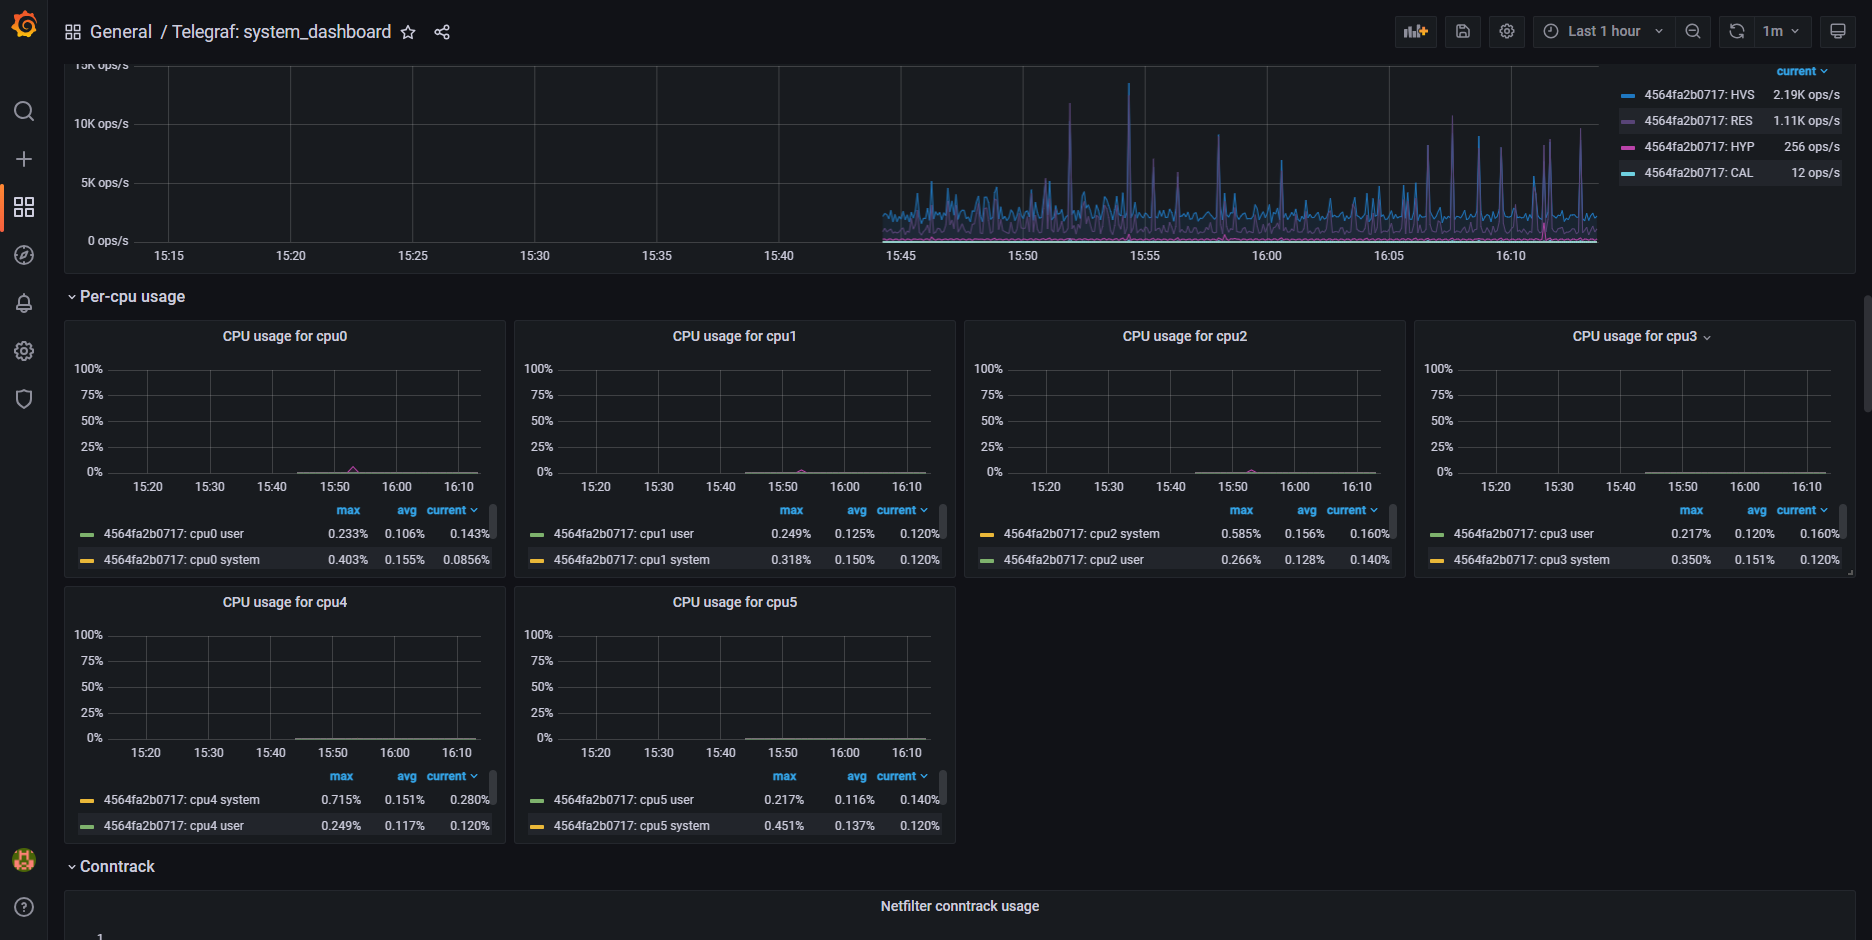 General / Telegraf: system_dashboard
Last 1 hour
1m
15K ops/s
10K ops/s
5K ops/s
0 ops/s
15:15 15:20 15:25 15:30 15:35 15:40 15:45 15:50 15:55 16:00 16:05 16:10
current
4564fa2b0717: HVS 2.19K ops/s
4564fa2b0717: RES 1.11K ops/s
4564fa2b0717: HYP 256 ops/s
4564fa2b0717: CAL 12 ops/s
Per-cpu usage
CPU usage for cpu0
100%
75%
50%
25%
0%
15:20 15:30 15:40 15:50 16:00 16:10
max avg current
4564fa2b0717: cpu0 user 0.233% 0.106% 0.143%
4564fa2b0717: cpu0 system 0.403% 0.155% 0.0856%
CPU usage for cpu1
100%
75%
50%
25%
0%
15:20 15:30 15:40 15:50 16:00 16:10
max avg current
4564fa2b0717: cpu1 user 0.249% 0.125% 0.120%
4564fa2b0717: cpu1 system 0.318% 0.150% 0.120%
CPU usage for cpu2
100%
75%
50%
25%
0%
15:20 15:30 15:40 15:50 16:00 16:10
max avg current
4564fa2b0717: cpu2 system 0.585% 0.156% 0.160%
4564fa2b0717: cpu2 user 0.266% 0.128% 0.140%
CPU usage for cpu3
100%
75%
50%
25%
0%
15:20 15:30 15:40 15:50 16:00 16:10
max avg current
4564fa2b0717: cpu3 user 0.217% 0.120% 0.160%
4564fa2b0717: cpu3 system 0.350% 0.151% 0.120%
CPU usage for cpu4
100%
75%
50%
25%
0%
15:20 15:30 15:40 15:50 16:00 16:10
max avg current
4564fa2b0717: cpu4 system 0.715% 0.151% 0.280%
4564fa2b0717: cpu4 user 0.249% 0.117% 0.120%
CPU usage for cpu5
100%
75%
50%
25%
0%
15:20 15:30 15:40 15:50 16:00 16:10
max avg current
4564fa2b0717: cpu5 user 0.217% 0.116% 0.140%
4564fa2b0717: cpu5 system 0.451% 0.137% 0.120%
Conntrack
Netfilter conntrack usage
1